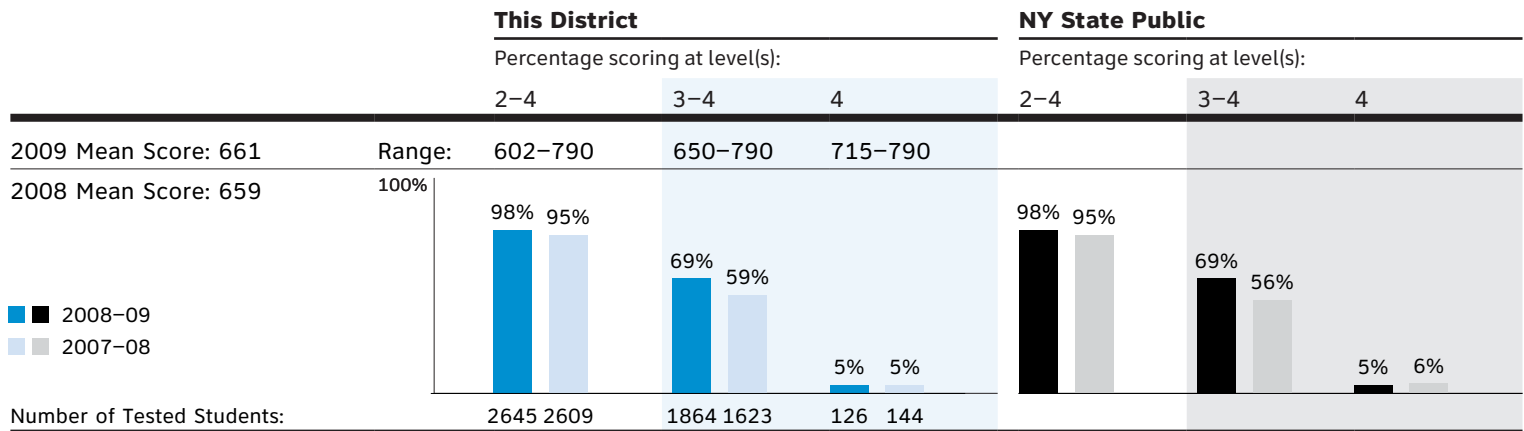 This District NY State Public
Percentage scoring at level(s): Percentage scoring at level(s):
2–4 3–4 4 2–4 3–4 4
2009 Mean Score: 661 Range: 602–790 650–790 715–790
2008 Mean Score: 659 100%
98% 95% 98% 95%
69% 59% 69% 56%
2008–09
2007–08
5% 5% 5% 6%
Number of Tested Students: 2645 2609 1864 1623 126 144